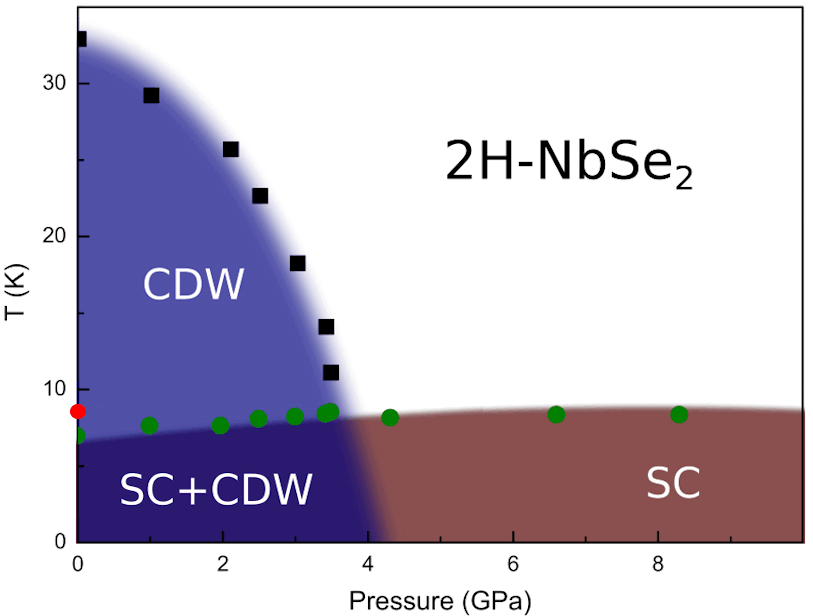 30
20
10
0
T (K)
2H-NbSe₂
CDW
SC+CDW
SC
0 2 4 6 8
Pressure (GPa)